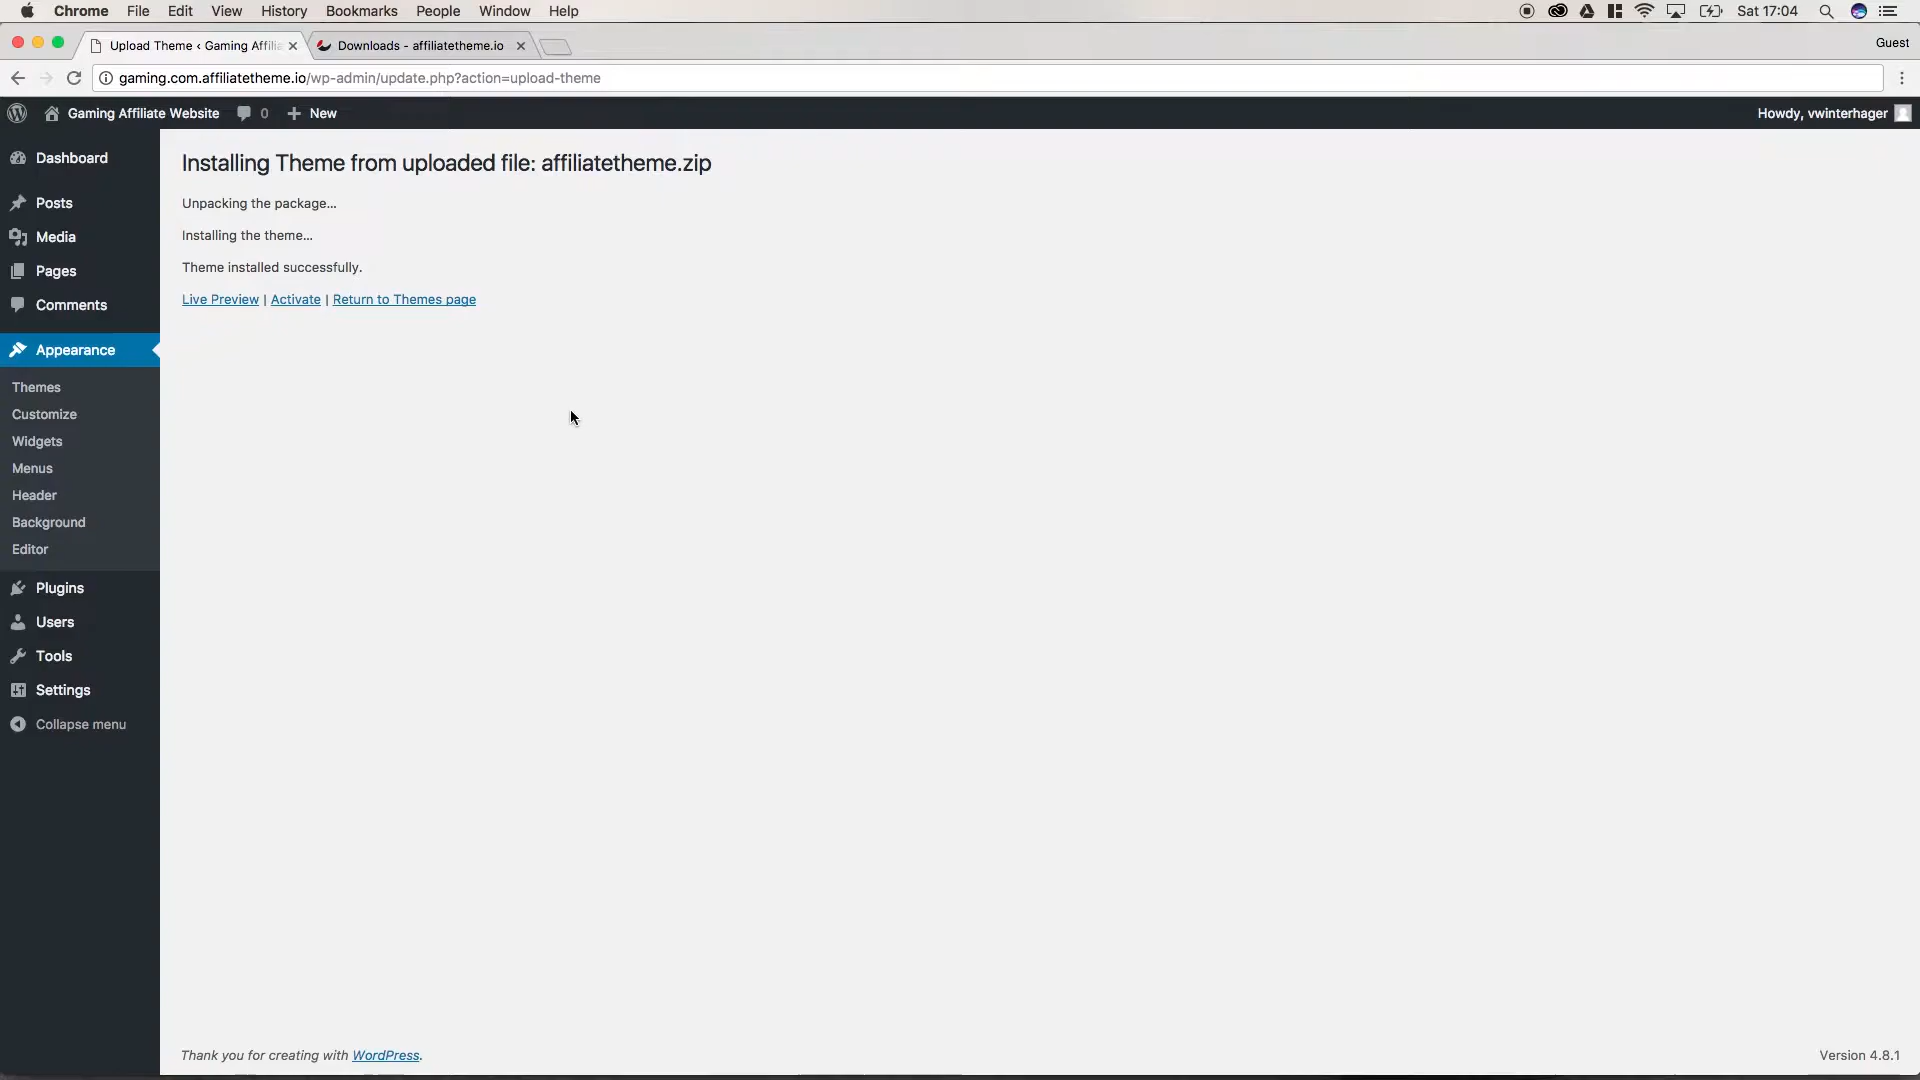 Chrome File Edit View History Bookmarks People Window Help Sat 17:04
Upload Theme ‹ Gaming Affilia Downloads - affiliatetheme.io Guest
gaming.com.affiliatetheme.io/wp-admin/update.php?action=upload-theme
Gaming Affiliate Website 0 New Howdy, vwinterhager
Dashboard
Posts
Media
Pages
Comments
Appearance
Themes
Customize
Widgets
Menus
Header
Background
Editor
Plugins
Users
Tools
Settings
Collapse menu
Installing Theme from uploaded file: affiliatetheme.zip
Unpacking the package…
Installing the theme…
Theme installed successfully.
Live Preview | Activate | Return to Themes page
Thank you for creating with WordPress. Version 4.8.1